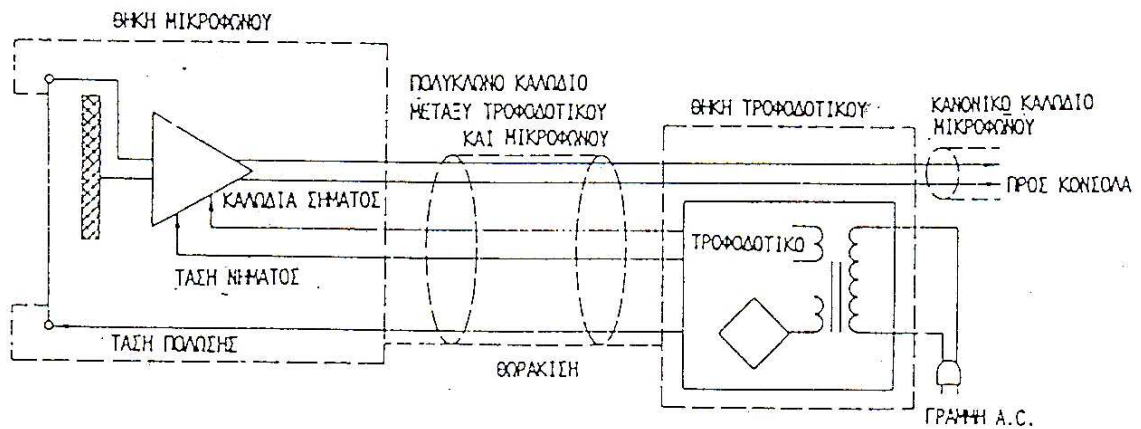 ΘΗΚΗ ΜΙΚΡΟΦΩΝΟΥ
ΠΟΛΥΚΛΩΝΟ ΚΑΛΩΔΙΟ
ΜΕΤΑΞΥ ΤΡΟΦΟΔΟΤΙΚΟΥ
ΚΑΙ ΜΙΚΡΟΦΩΝΟΥ
ΘΗΚΗ ΤΡΟΦΟΔΟΤΙΚΟΥ
ΚΑΝΟΝΙΚΟ ΚΑΛΩΔΙΟ
ΜΙΚΡΟΦΩΝΟΥ
ΠΡΟΣ ΚΟΝΣΟΛΑ
ΚΑΛΩΔΙΑ ΣΗΜΑΤΟΣ
ΤΡΟΦΟΔΟΤΙΚΟ
ΤΑΣΗ ΝΗΜΑΤΟΣ
ΤΑΣΗ ΠΟΛΩΣΗΣ
ΘΩΡΑΚΙΣΗ
ΓΡΑΜΜΗ A.C.